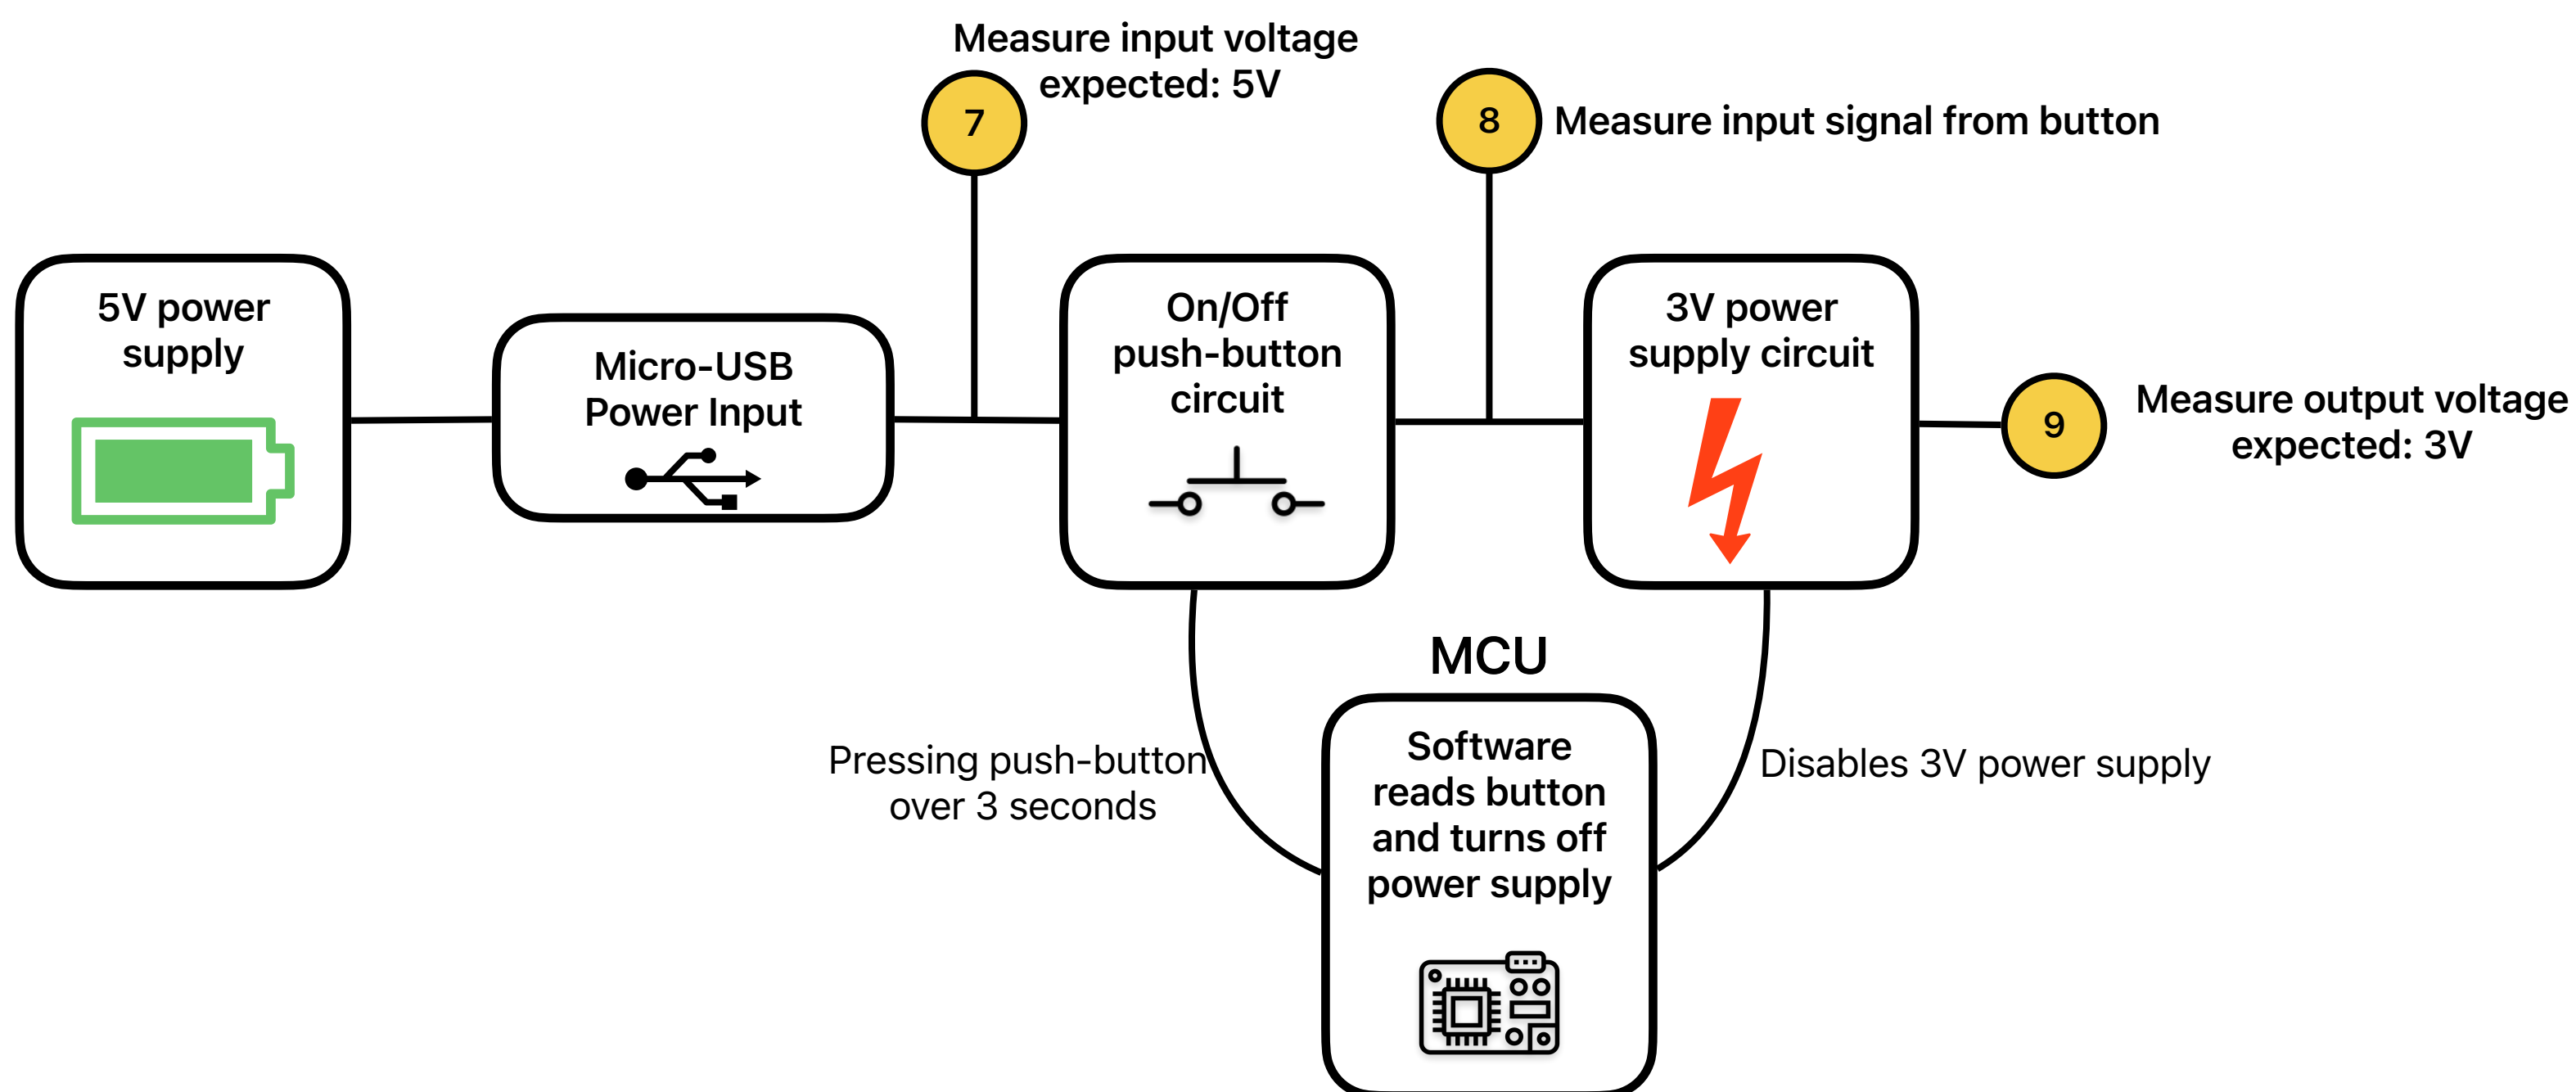 Measure input voltage
expected: 5V
7
8
Measure input signal from button
5V power
supply
Micro-USB
Power Input
On/Off
push-button
circuit
3V power
supply circuit
9
Measure output voltage
expected: 3V
MCU
Pressing push-button
over 3 seconds
Software
reads button
and turns off
power supply
Disables 3V power supply